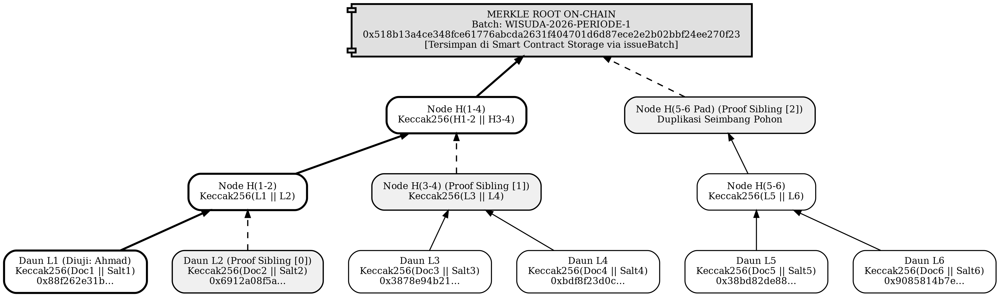 MERKLE ROOT ON-CHAIN
Batch: WISUDA-2026-PERIODE-1
0x518b13a4ce348fce61776abcda2631f404701d6d87ece2e2b02bbf24ee270f23
[Tersimpan di Smart Contract Storage via issueBatch]
Node H(1-4)
Keccak256(H1-2 || H3-4)
Node H(5-6 Pad) (Proof Sibling [2])
Duplikasi Seimbang Pohon
Node H(1-2)
Keccak256(L1 || L2)
Node H(3-4) (Proof Sibling [1])
Keccak256(L3 || L4)
Node H(5-6)
Keccak256(L5 || L6)
Daun L1 (Diuji: Ahmad)
Keccak256(Doc1 || Salt1)
0x88f262e31b...
Daun L2 (Proof Sibling [0])
Keccak256(Doc2 || Salt2)
0x6912a08f5a...
Daun L3
Keccak256(Doc3 || Salt3)
0x3878e94b21...
Daun L4
Keccak256(Doc4 || Salt4)
0xbdf8f23d0c...
Daun L5
Keccak256(Doc5 || Salt5)
0x38bd82de88...
Daun L6
Keccak256(Doc6 || Salt6)
0x9085814b7e...